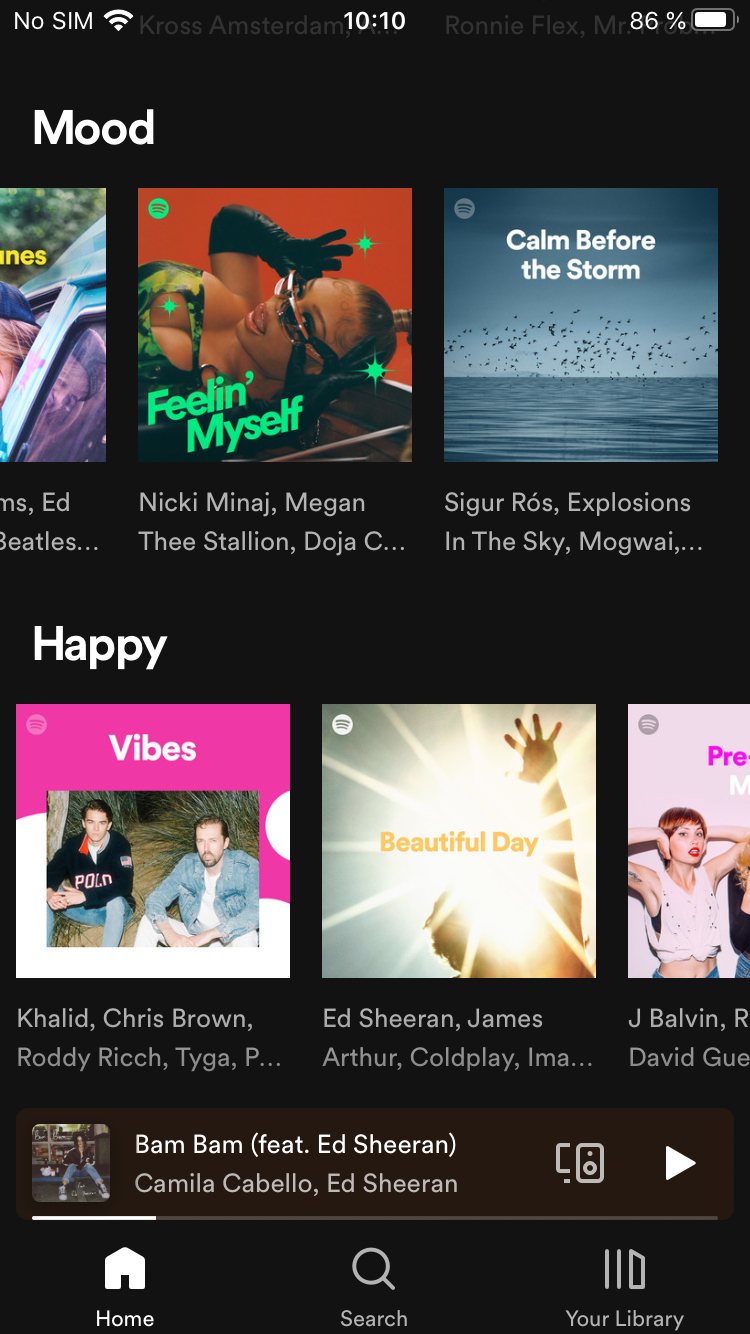 No SIM
10:10
86 %
Kross Amsterdam, A...
Ronnie Flex, Mr. Prob...
Mood
unes
Feelin'
Myself
Calm Before
the Storm
ms, Ed
Beatles...
Nicki Minaj, Megan
Thee Stallion, Doja C...
Sigur Rós, Explosions
In The Sky, Mogwai,...
Happy
Vibes
POLO
Beautiful Day
Pre-
M
Khalid, Chris Brown,
Roddy Ricch, Tyga, P...
Ed Sheeran, James
Arthur, Coldplay, Ima...
J Balvin, R
David Gue
Bam Bam (feat. Ed Sheeran)
Camila Cabello, Ed Sheeran
Home
Search
Your Library